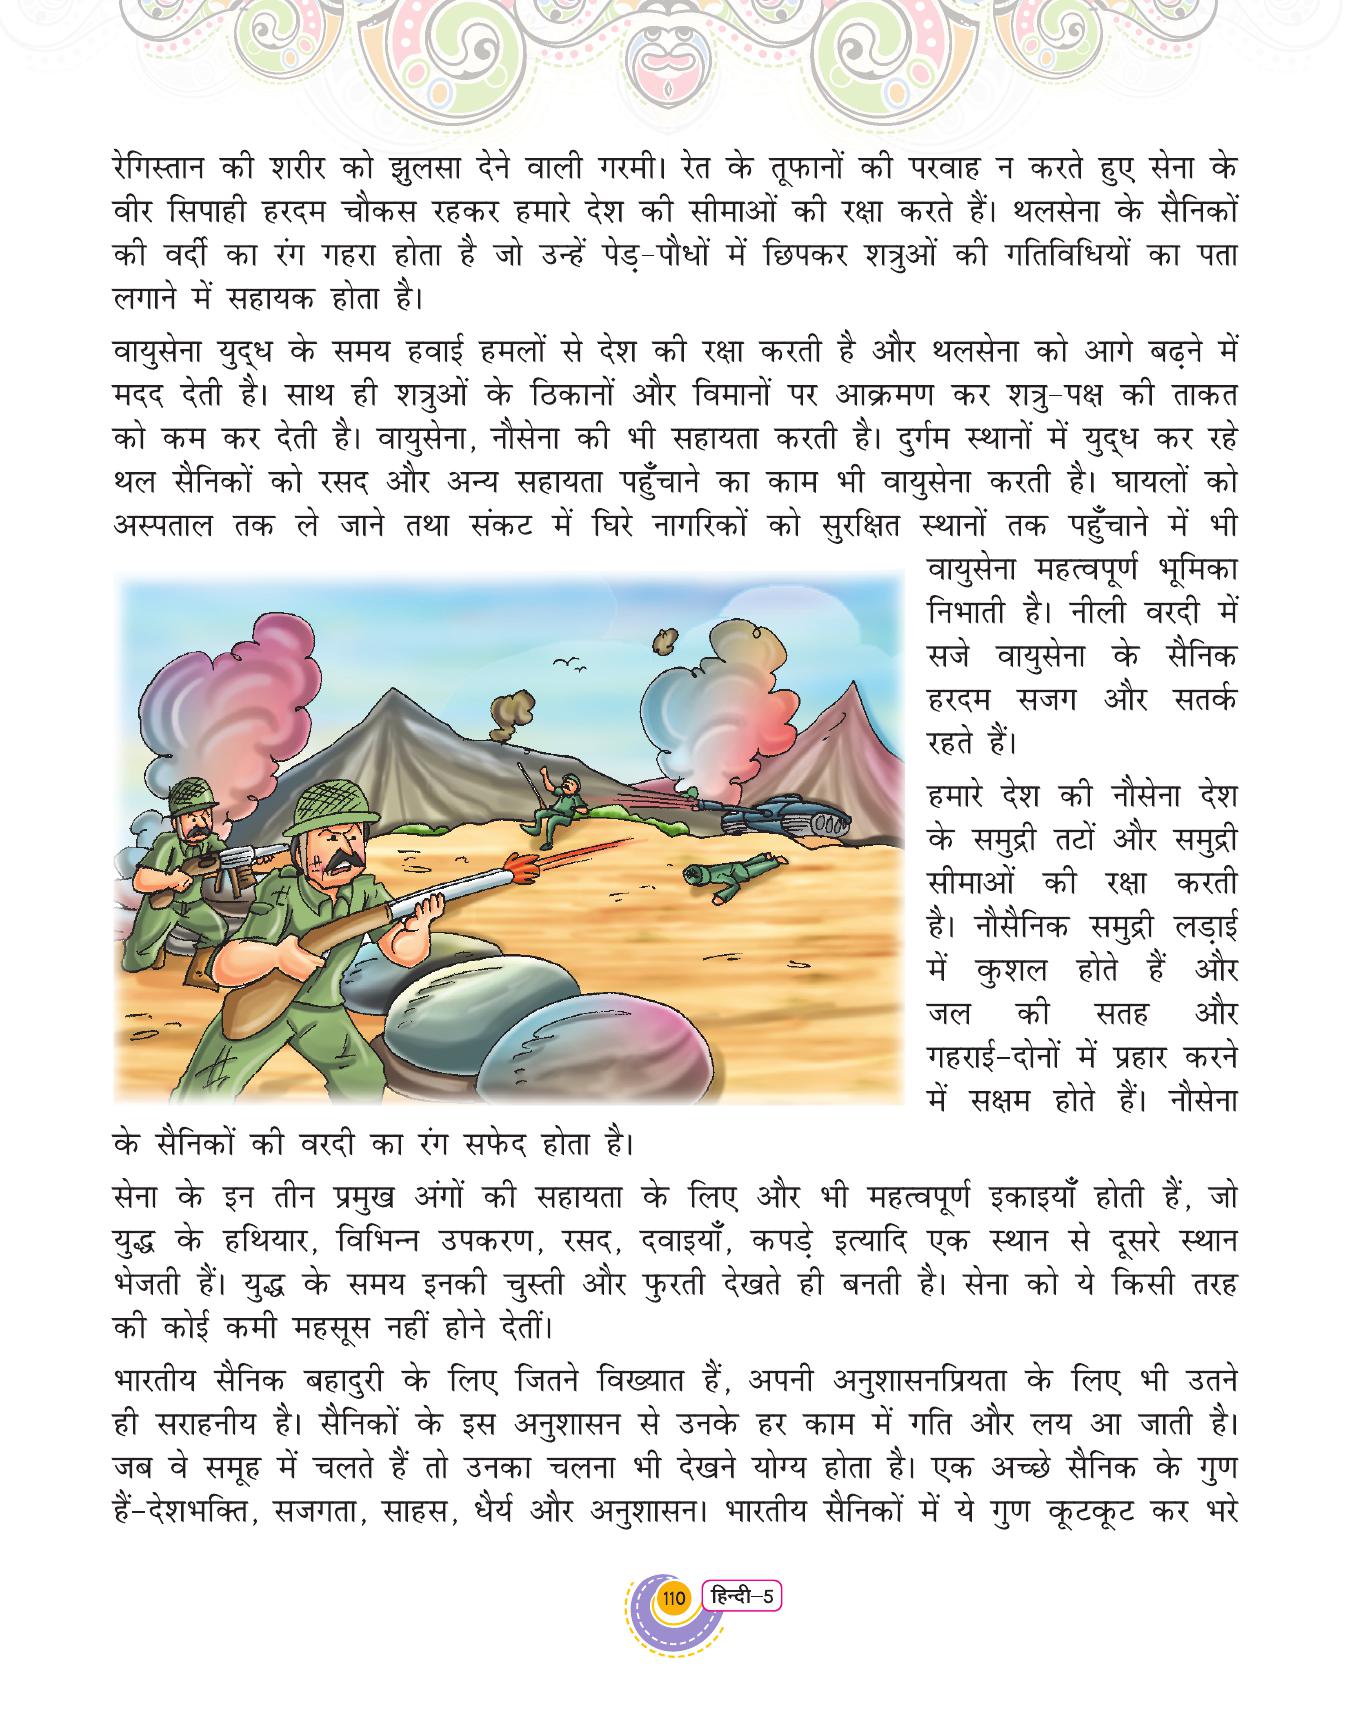 रेगिस्तान की शरीर को झुलसा देने वाली गरमी। रेत के तूफानों की परवाह न करते हुए सेना के
वीर सिपाही हरदम चौकस रहकर हमारे देश की सीमाओं की रक्षा करते हैं। थलसेना के सैनिकों
की वर्दी का रंग गहरा होता है जो उन्हें पेड़-पौधों में छिपकर शत्रुओं की गतिविधियों का पता
लगाने में सहायक होता है।
वायुसेना युद्‌ध के समय हवाई हमलों से देश की रक्षा करती है और थलसेना को आगे बढ़ने में
मदद देती है। साथ ही शत्रुओं के ठिकानों और विमानों पर आक्रमण कर शत्रु-पक्ष की ताकत
को कम कर देती है। वायुसेना, नौसेना की भी सहायता करती है। दुर्गम स्थानों में युद्‌ध कर रहे
थल सैनिकों को रसद और अन्य सहायता पहुँचाने का काम भी वायुसेना करती है। घायलों को
अस्पताल तक ले जाने तथा संकट में घिरे नागरिकों को सुरक्षित स्थानों तक पहुँचाने में भी
वायुसेना महत्वपूर्ण भूमिका
निभाती है। नीली वरदी में
सजे वायुसेना के सैनिक
हरदम सजग और सतर्क
रहते हैं।
हमारे देश की नौसेना देश
के समुद्री तटों और समुद्री
सीमाओं की रक्षा करती
है। नौसैनिक समुद्री लड़ाई
में कुशल होते हैं और
जल की सतह और
गहराई-दोनों में प्रहार करने
में सक्षम होते हैं। नौसेना
के सैनिकों की वरदी का रंग सफेद होता है।
सेना के इन तीन प्रमुख अंगों की सहायता के लिए और भी महत्वपूर्ण इकाइयाँ होती हैं, जो
युद्ध के हथियार, विभिन्न उपकरण, रसद, दवाइयाँ, कपड़े इत्यादि एक स्थान से दूसरे स्थान
भेजती हैं। युद्ध के समय इनकी चुस्ती और फुरती देखते ही बनती है। सेना को ये किसी तरह
की कोई कमी महसूस नहीं होने देतीं।
भारतीय सैनिक बहादुरी के लिए जितने विख्यात हैं, अपनी अनुशासनप्रियता के लिए भी उतने
ही सराहनीय है। सैनिकों के इस अनुशासन से उनके हर काम में गति और लय आ जाती है।
जब वे समूह में चलते हैं तो उनका चलना भी देखने योग्य होता है। एक अच्छे सैनिक के गुण
हैं-देशभक्ति, सजगता, साहस, धैर्य और अनुशासन। भारतीय सैनिकों में ये गुण कूटकूट कर भरे
110 हिन्दी-5